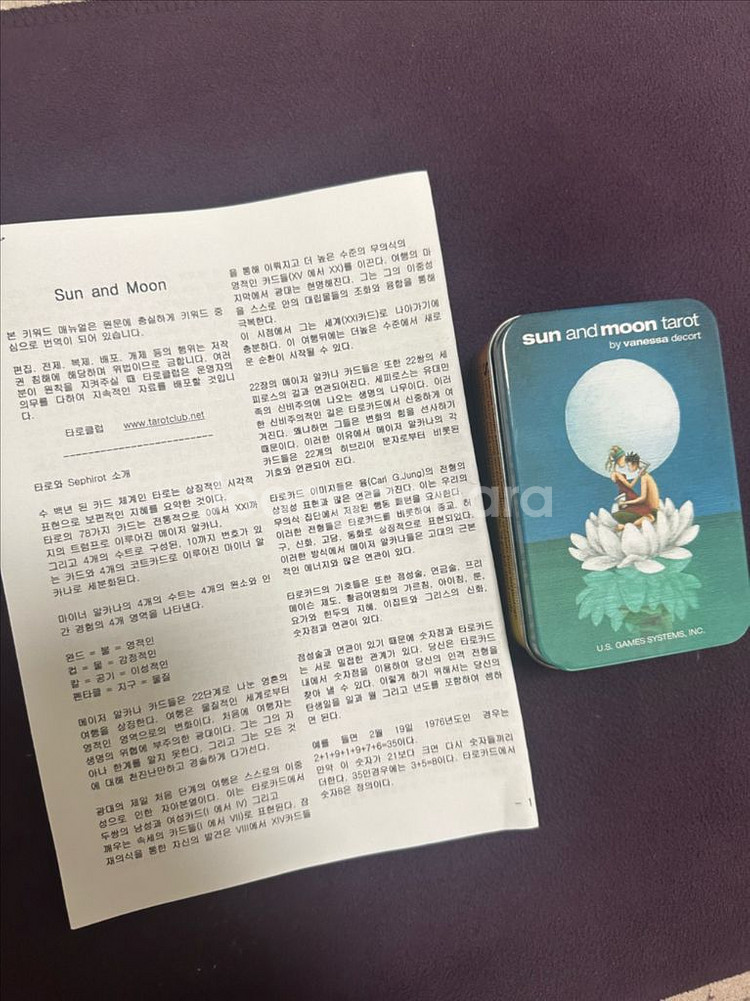 Sun and Moon
본 키워드 매뉴얼은 원문에 충실하게 키워드 중
심으로 번역이 되어 있습니다.
편집, 전제, 복제, 배포, 개제 등의 행위는 저작
권 침해에 해당하며 위법이므로 금합니다. 여러
분이 원칙을 지켜주실 때 타로클럽은 운영자의
의무를 다하여 지속적인 자료를 배포할 것입니
다.
타로클럽 www.tarotclub.net
타로와 Sephirot 소개
수 백년 된 카드 체계인 타로는 상징적인 시각적
표현으로 보편적인 지혜를 요약한 것이다.
타로의 78가지 카드는 전통적으로 0에서 XXI까
지의 트럼프로 이루어진 메이저 알카나,
그리고 4개의 수트로 구성된, 10까지 번호가 있
는 카드와 4개의 코트카드로 이루어진 마이너 알
카나로 세분화된다.
마이너 알카나의 4개의 수트는 4개의 원소와 인
간 경험의 4개 영역을 나타낸다.
완드 = 불 = 영적인
컵 = 물 = 감정적인
칼 = 공기 = 이성적인
펜타클 = 지구 = 물질
메이저 알카나 카드들은 22단계로 나눈 영혼의
여행을 상징한다. 여행은 물질적인 세계로부터
영적인 영역으로의 변화이다. 처음에 여행자는
생명의 위협에 부주의한 광대이다. 그는 그의 자
아나 한계를 알지 못한다. 그리고 그는 모든 것
에 대해 천진난만하고 경솔하게 다가선다.
광대의 제일 처음 단계의 여행은 스스로의 이중
성으로 인한 자아분열이다. 이는 타로카드에서
두쌍의 남성과 여성카드(I 에서 IV) 그리고
깨우는 속세의 카드들(I 에서 VII)로 표현된다. 잠
재의식을 통한 자신의 발견은 VIII에서 XIV카드들
을 통해 이뤄지고 더 높은 수준의 무의식의
영적인 카드들(XV 에서 XX)를 이끈다. 여행의 마
지막에서 광대는 현명해진다. 그는 그의 이중성
을 스스로 안의 대립물들의 조화와 융합을 통해
극복한다.
이 시점에서 그는 세계(XXI카드)로 나아가기에
충분하다. 이 여행뒤에는 더높은 수준에서 새로
운 순환이 시작될 수 있다.
22장의 메이저 알카나 카드들은 또한 22쌍의 세
피로스의 길과 연관되어진다. 세피로스는 유대민
족의 신비주의에 나오는 생명의 나무이다. 이러
한 신비주의적인 길은 타로카드에서 신중하게 여
겨진다. 왜냐하면 그들은 변화의 힘을 선사하기
때문이다. 이러한 이유에서 메이저 알카나의 각
카드들은 22개의 히브리어 문자로부터 비롯된
기호와 연관되어 진다.
타로카드 이미지들은 융(Carl G.Jung)의 전형의
상징성 표현과 많은 연관을 가진다. 이는 우리의
무의식 집단에서 저장된 행동 패턴을 묘사한다.
이러한 전형들은 타로카드를 비롯하여 종교, 허
구, 신화, 고담, 동화로 상징적으로 표현되었다.
이러한 방식에서 메이저 알카나들은 고대의 근본
적인 에너지와 많은 연관이 있다.
타로카드의 기호들은 또한 점성술, 연금술, 프리
메이슨 제도, 황금여명회의 가르침, 아이칭, 룬,
요가와 힌두의 지혜, 이집트와 그리스의 신화,
숫자점과 연관이 있다.
점성술과 연관이 있기 때문에 숫자점과 타로카드
는 서로 밀접한 관계가 있다. 당신은 타로카드
내에서 숫자점을 이용하여 당신의 인격 전형을
찾아 낼 수 있다. 이렇게 하기 위해서는 당신의
탄생일을 일과 월 그리고 년도를 포함하여 셈하
면 된다.
예를 들면 2월 19일 1976년도인 경우는
2+1+9+1+9+7+6=35이다.
만약 이 숫자가 21보다 크면 다시 숫자들끼리
더한다. 35인경우에는 3+5=8이다. 타로카드에서
숫자8은 정의이다.
- 1
sun and moon tarot
by vanessa decort
U.S. GAMES SYSTEMS, INC.